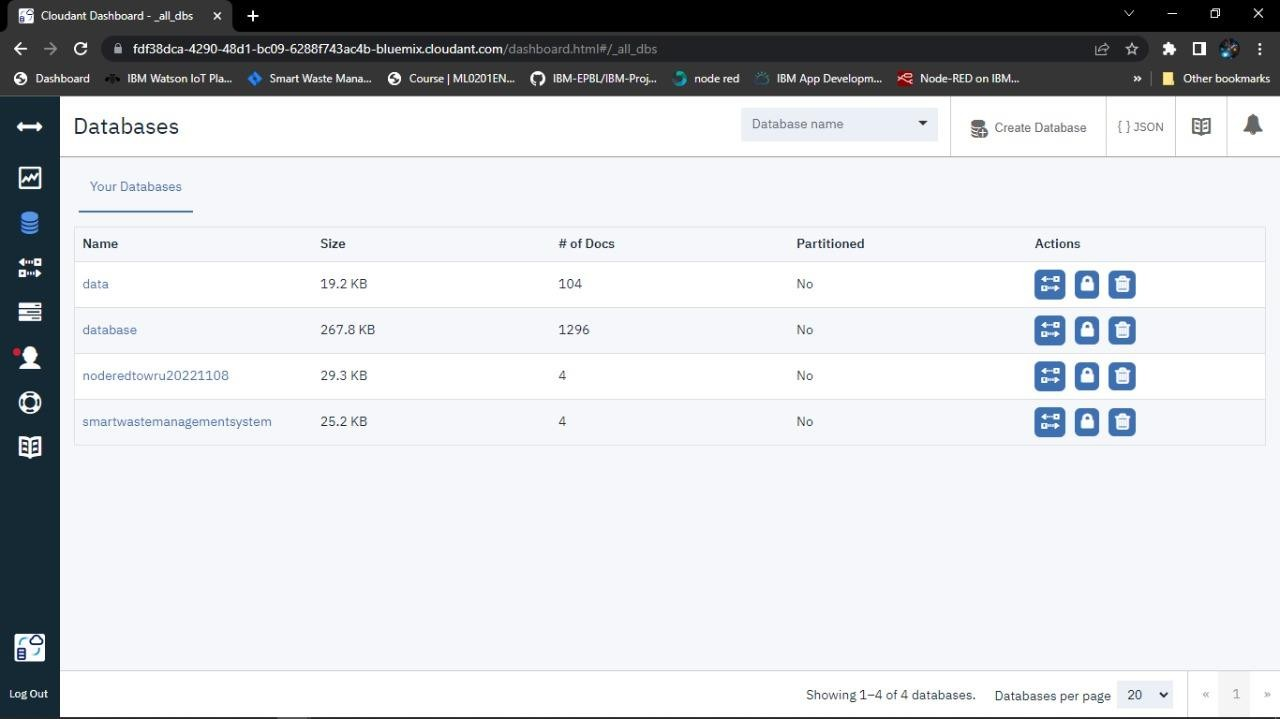 Cloudant Dashboard - _all_dbs
fdf38dca-4290-48d1-bc09-6288f743ac4b-bluemix.cloudant.com/dashboard.html#/_all_dbs
Dashboard IBM Watson IoT Pla... Smart Waste Mana... Course | ML0201EN... IBM-EPBL/IBM-Proj... node red IBM App Developm... Node-RED on IBM... » Other bookmarks
Databases Database name Create Database { } JSON
Your Databases
Name Size # of Docs Partitioned Actions
data 19.2 KB 104 No
database 267.8 KB 1296 No
noderedtowru20221108 29.3 KB 4 No
smartwastemanagementsystem 25.2 KB 4 No
Log Out Showing 1–4 of 4 databases. Databases per page 20 « 1 »